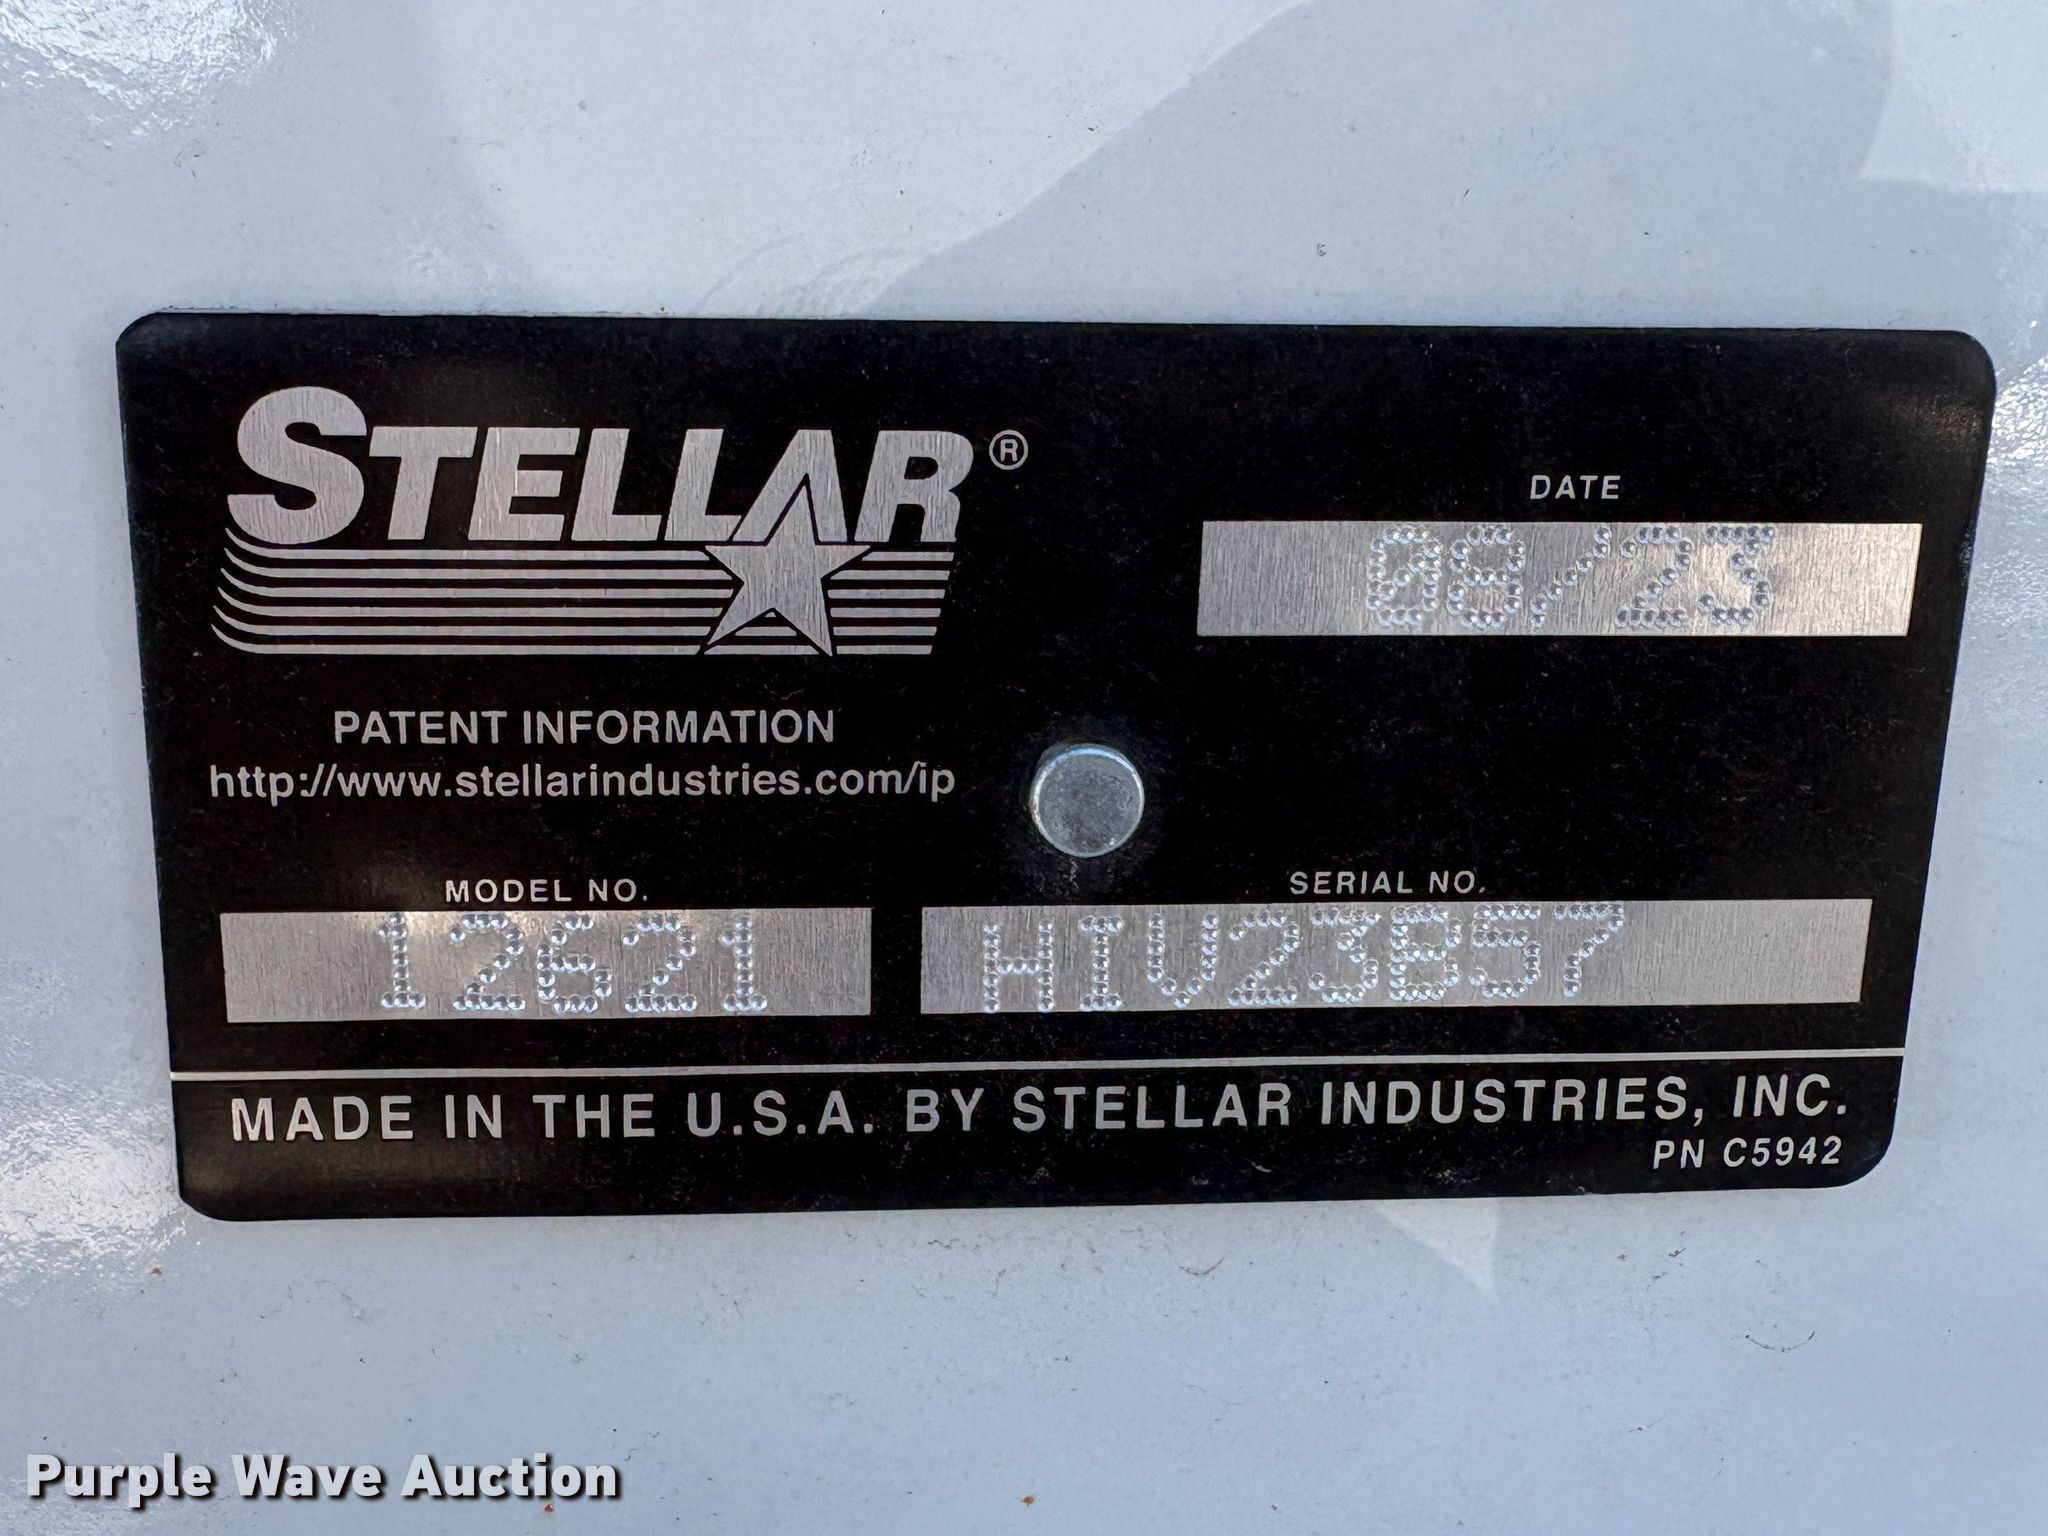 STELLAR®
DATE
08/23
PATENT INFORMATION
http://www.stellarindustries.com/ip
MODEL NO.
12621
SERIAL NO.
HIV23B57
MADE IN THE U.S.A. BY STELLAR INDUSTRIES, INC.
PN C5942
Purple Wave Auction